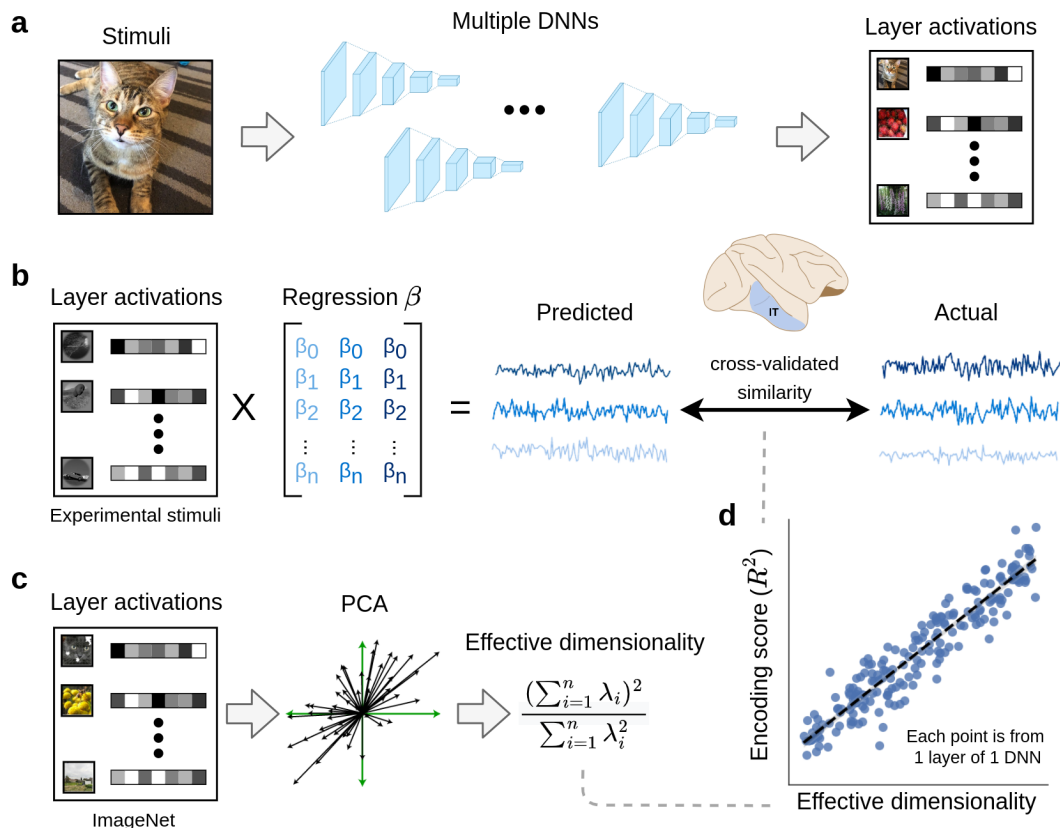 a
Stimuli
Multiple DNNs
Layer activations
b
Layer activations
Experimental stimuli
X
Regression β
β0 β0 β0
β1 β1 β1
β2 β2 β2
⋮ ⋮ ⋮
βn βn βn
=
Predicted
IT
cross-validated
similarity
Actual
c
Layer activations
ImageNet
PCA
Effective dimensionality
(∑ⁿᵢ₌₁ λᵢ)²
∑ⁿᵢ₌₁ λᵢ²
d
Encoding score (R²)
Each point is from
1 layer of 1 DNN
Effective dimensionality